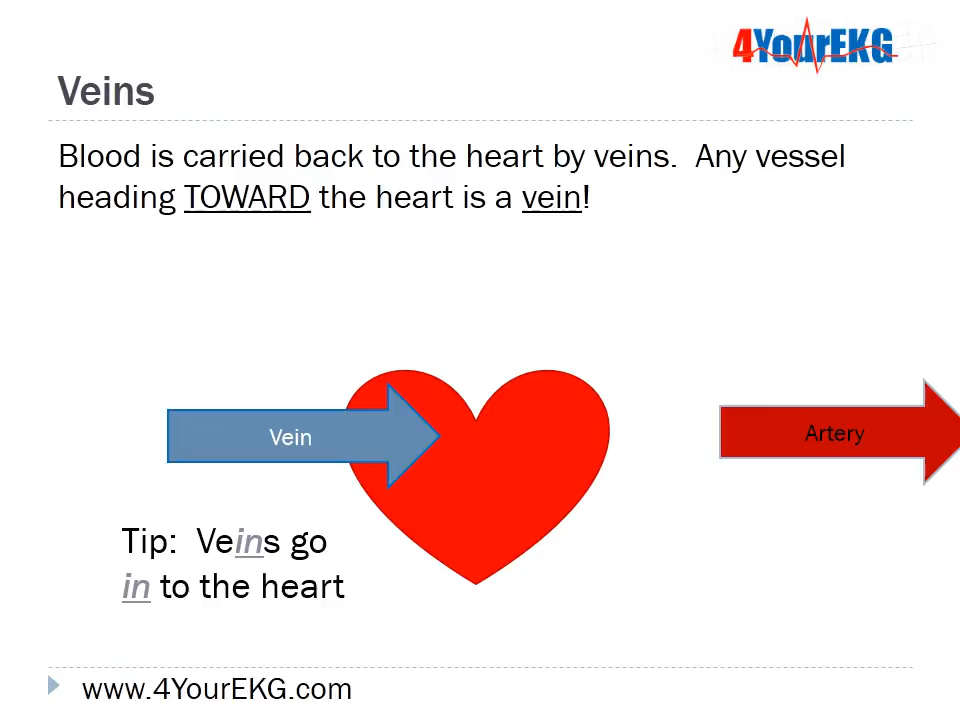 4YourEKG
Veins
Blood is carried back to the heart by veins.  Any vessel
heading TOWARD the heart is a vein!
Vein
Artery
Tip:  Veins go
in to the heart
www.4YourEKG.com